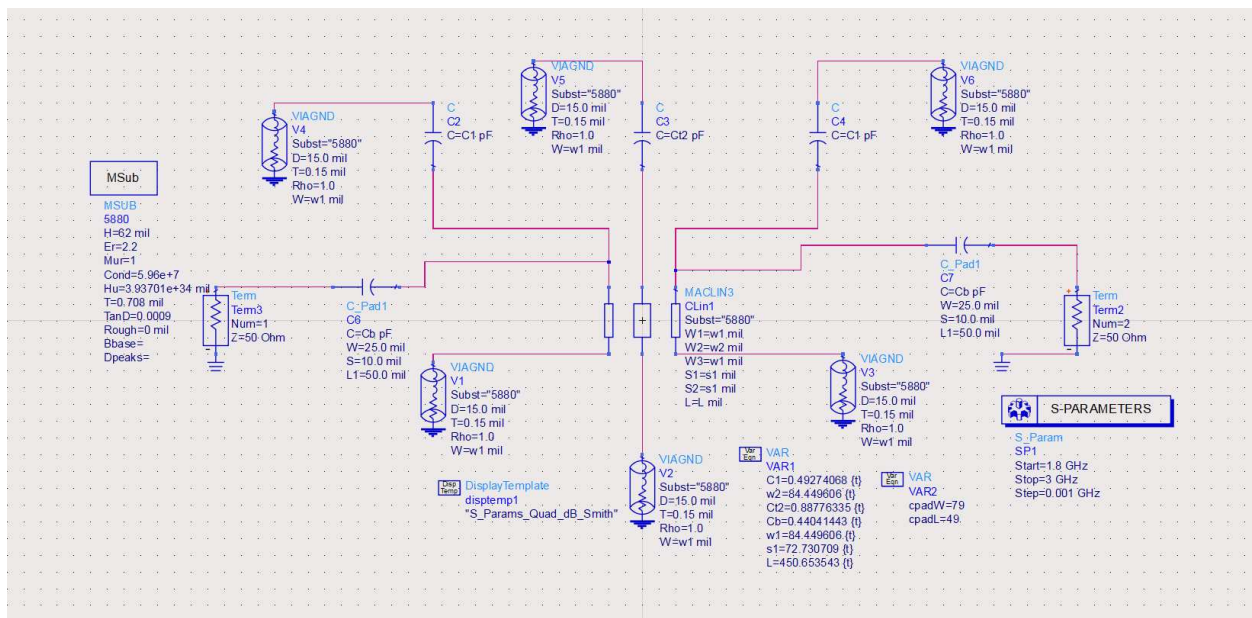 MSub
MSUB
5880
H=62 mil
Er=2.2
Mur=1
Cond=5.96e+7
Hu=3.93701e+34 mil
T=0.708 mil
TanD=0.0009
Rough=0 mil
Bbase=
Dpeaks=
Term
Term3
Num=1
Z=50 Ohm
VIAGND
V4
Subst="5880"
D=15.0 mil
T=0.15 mil
Rho=1.0
W=w1 mil
C
C2
C=C1 pF
VIAGND
V5
Subst="5880"
D=15.0 mil
T=0.15 mil
Rho=1.0
W=w1 mil
C
C3
C=Ct2 pF
C
C4
C=C1 pF
VIAGND
V6
Subst="5880"
D=15.0 mil
T=0.15 mil
Rho=1.0
W=w1 mil
C_Pad1
C6
C=Cb pF
W=25.0 mil
S=10.0 mil
L1=50.0 mil
VIAGND
V1
Subst="5880"
D=15.0 mil
T=0.15 mil
Rho=1.0
W=w1 mil
MACLIN3
CLin1
Subst="5880"
W1=w1 mil
W2=w2 mil
W3=w1 mil
S1=s1 mil
S2=s1 mil
L=L mil
VIAGND
V3
Subst="5880"
D=15.0 mil
T=0.15 mil
Rho=1.0
W=w1 mil
C_Pad1
C7
C=Cb pF
W=25.0 mil
S=10.0 mil
L1=50.0 mil
Term
Term2
Num=2
Z=50 Ohm
S-PARAMETERS
S_Param
SP1
Start=1.8 GHz
Stop=3 GHz
Step=0.001 GHz
Disp
Temp
DisplayTemplate
disptemp1
"S_Params_Quad_dB_Smith"
VIAGND
V2
Subst="5880"
D=15.0 mil
T=0.15 mil
Rho=1.0
W=w1 mil
Var
Eqn
VAR
VAR1
C1=0.49274068 {t}
w2=84.449606 {t}
Ct2=0.88776335 {t}
Cb=0.44041443 {t}
w1=84.449606 {t}
s1=72.730709 {t}
L=450.653543 {t}
Var
Eqn
VAR
VAR2
cpadW=79
cpadL=49